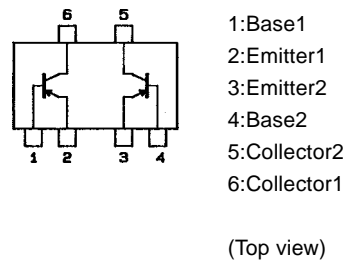 6 5
1 2 3 4
1:Base1
2:Emitter1
3:Emitter2
4:Base2
5:Collector2
6:Collector1
(Top view)